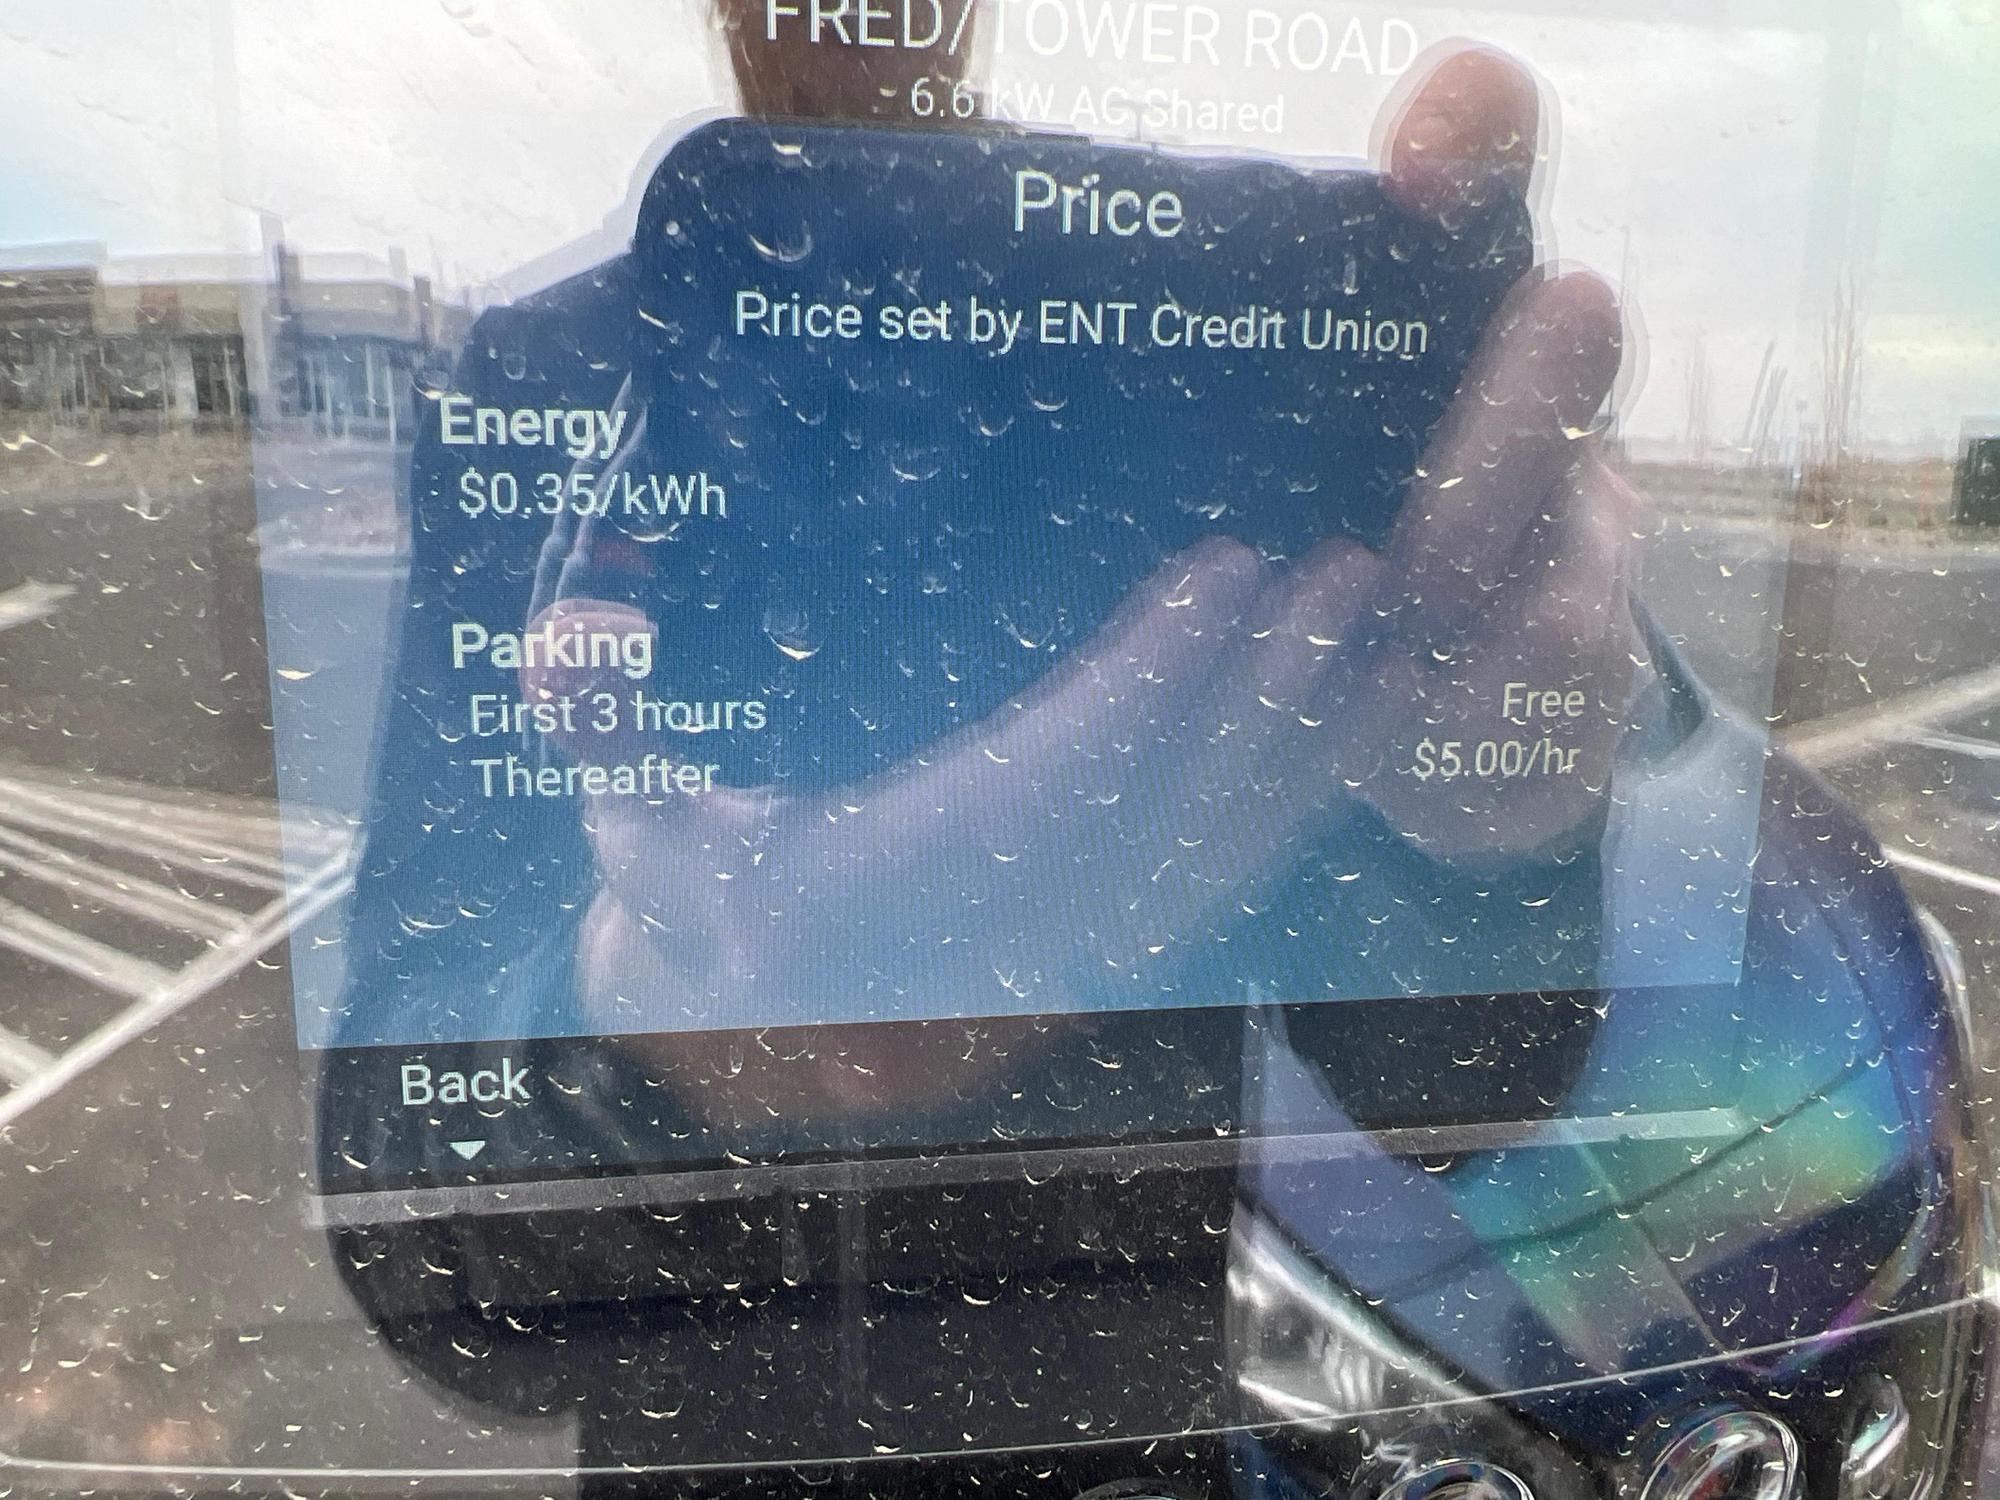 FRED/TOWER ROAD
6.6 kW AC Shared
Price
Price set by ENT Credit Union
Energy
$0.35/kWh
Parking
First 3 hours Free
Thereafter $5.00/hr
Back